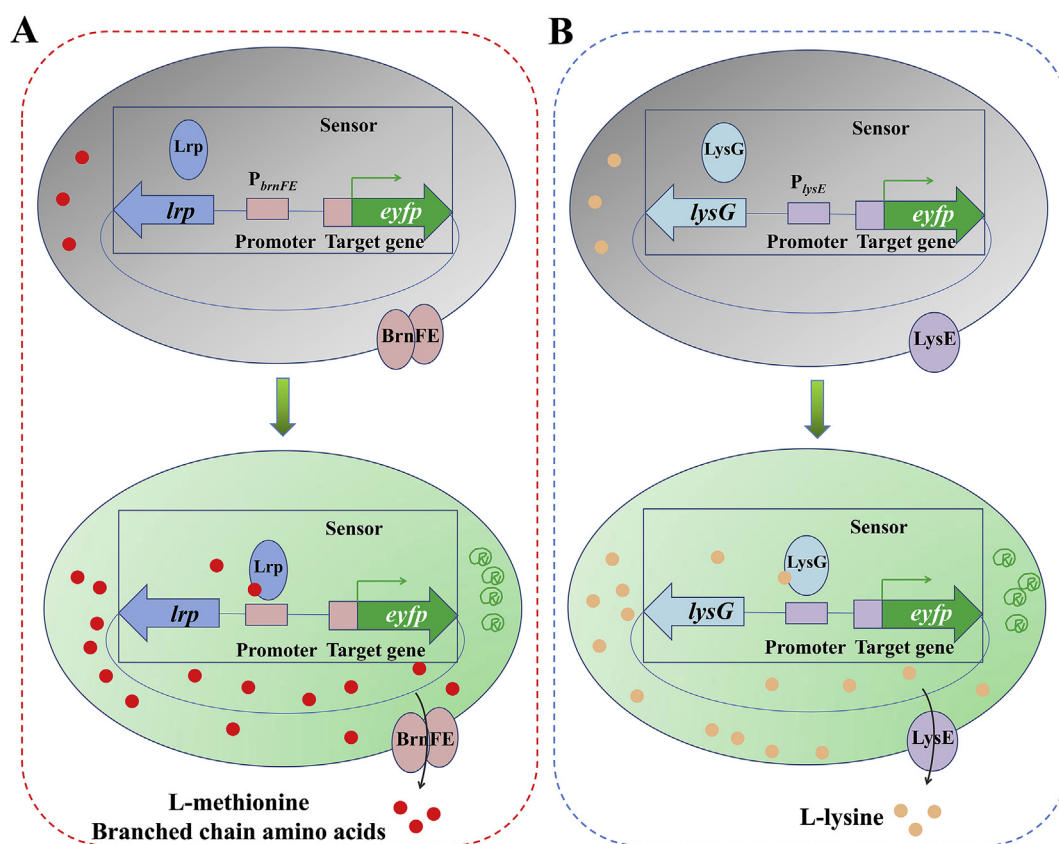 A
B
Sensor
Lrp
P_brnFE
lrp
eyfp
Promoter Target gene
BrnFE
Sensor
LysG
P_lysE
lysG
eyfp
Promoter Target gene
LysE
Sensor
Lrp
lrp
eyfp
Promoter Target gene
BrnFE
L-methionine
Branched chain amino acids
Sensor
LysG
lysG
eyfp
Promoter Target gene
LysE
L-lysine